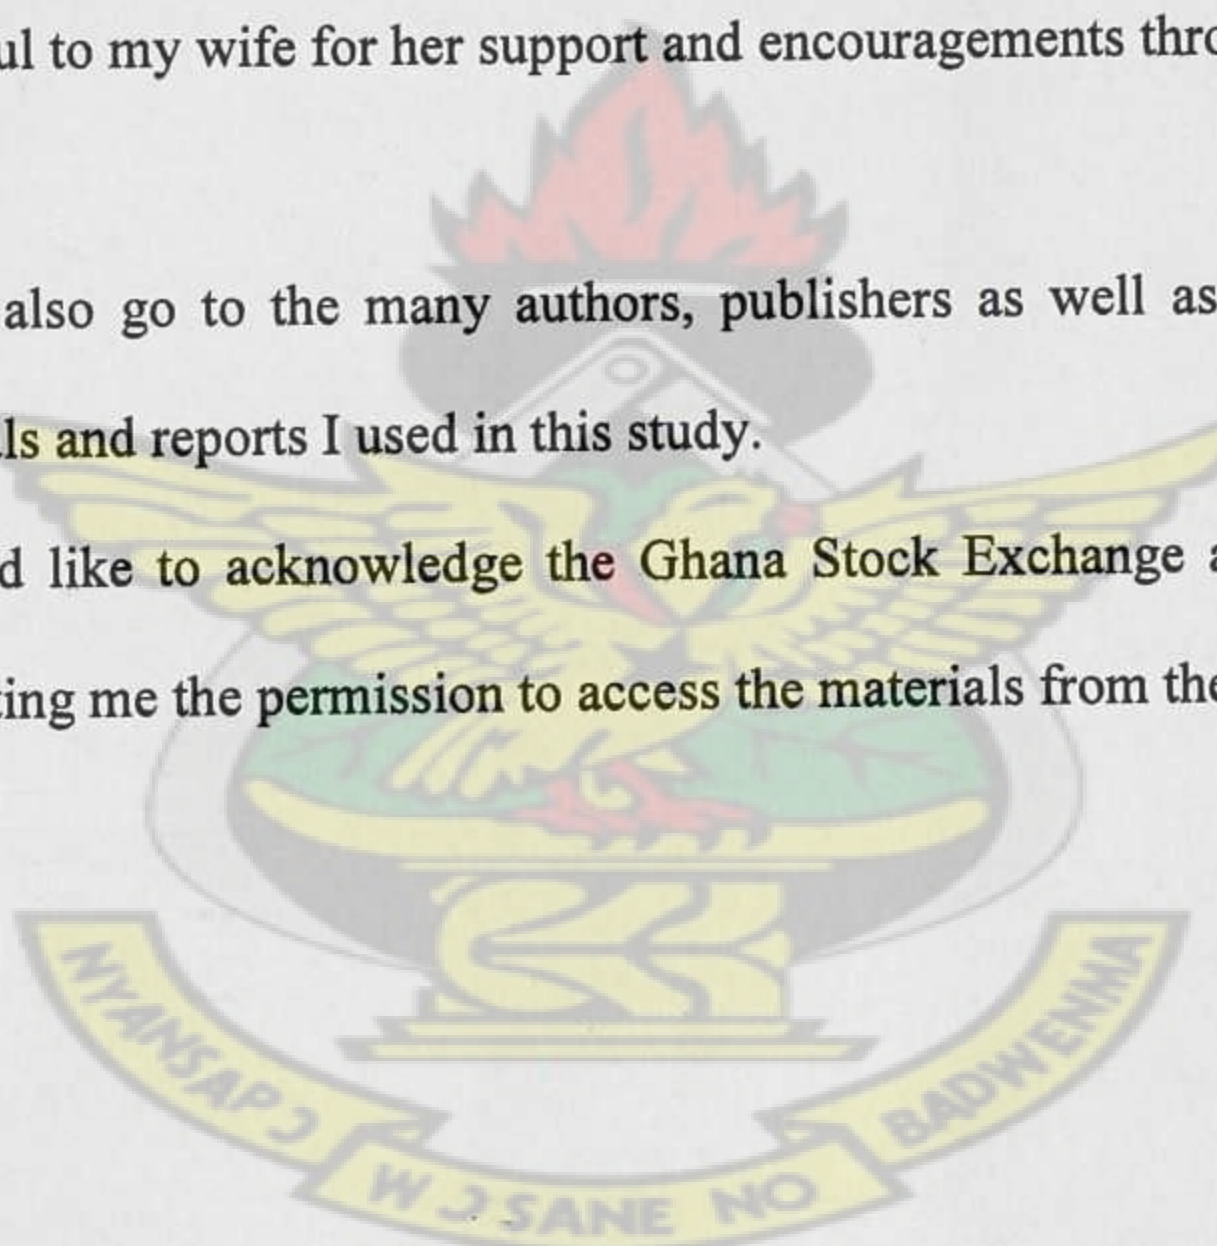 ul to my wife for her support and encouragements thro
also go to the many authors, publishers as well as
ls and reports I used in this study.
d like to acknowledge the Ghana Stock Exchange a
ting me the permission to access the materials from the
NYANSAPƆ
WƆSANE NO
BADWENMA